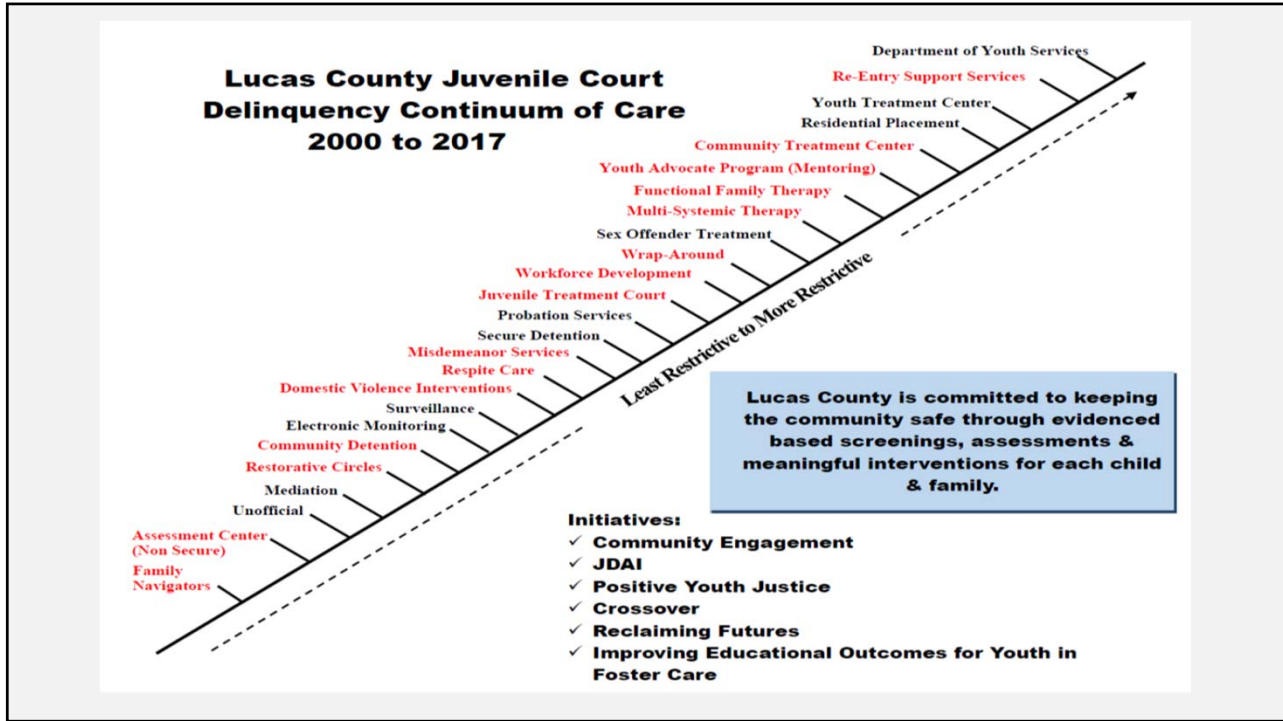 Lucas County Juvenile Court
Delinquency Continuum of Care
2000 to 2017
Department of Youth Services
Re-Entry Support Services
Youth Treatment Center
Residential Placement
Community Treatment Center
Youth Advocate Program (Mentoring)
Functional Family Therapy
Multi-Systemic Therapy
Sex Offender Treatment
Wrap-Around
Workforce Development
Juvenile Treatment Court
Probation Services
Secure Detention
Misdemeanor Services
Respite Care
Domestic Violence Interventions
Surveillance
Electronic Monitoring
Community Detention
Restorative Circles
Mediation
Unofficial
Assessment Center
(Non Secure)
Family
Navigators
Least Restrictive to More Restrictive
Lucas County is committed to keeping
the community safe through evidenced
based screenings, assessments &
meaningful interventions for each child
& family.
Initiatives:
✓ Community Engagement
✓ JDAI
✓ Positive Youth Justice
✓ Crossover
✓ Reclaiming Futures
✓ Improving Educational Outcomes for Youth in
Foster Care